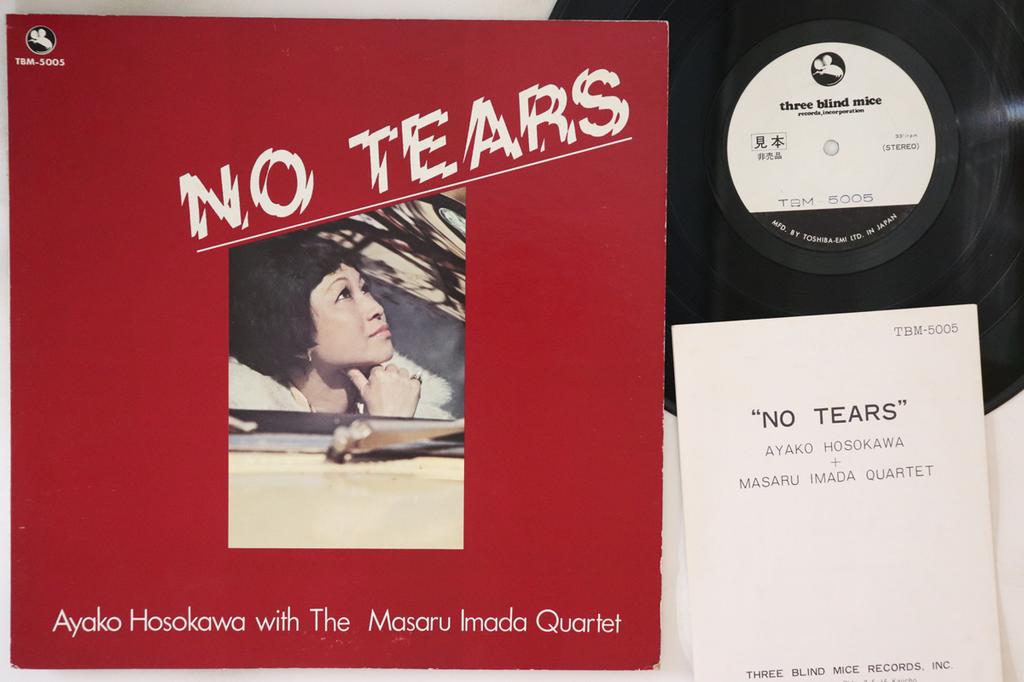 TBM-5005
NO TEARS
Ayako Hosokawa with The Masaru Imada Quartet
three blind mice
records, incorporation
見本
非売品
33⅓rpm
(STEREO)
TBM-5005
MFD. BY TOSHIBA-EMI LTD. IN JAPAN
TBM-5005
"NO TEARS"
AYAKO HOSOKAWA
+
MASARU IMADA QUARTET
THREE BLIND MICE RECORDS, INC.